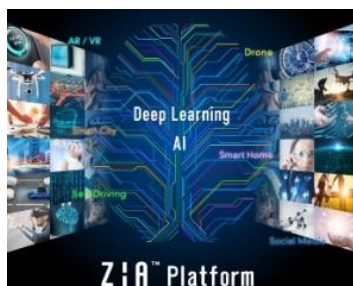 AR / VR
Drone
Deep Learning
AI
Smart City
Smart Home
Self Driving
Social Media
ZIA™ Platform